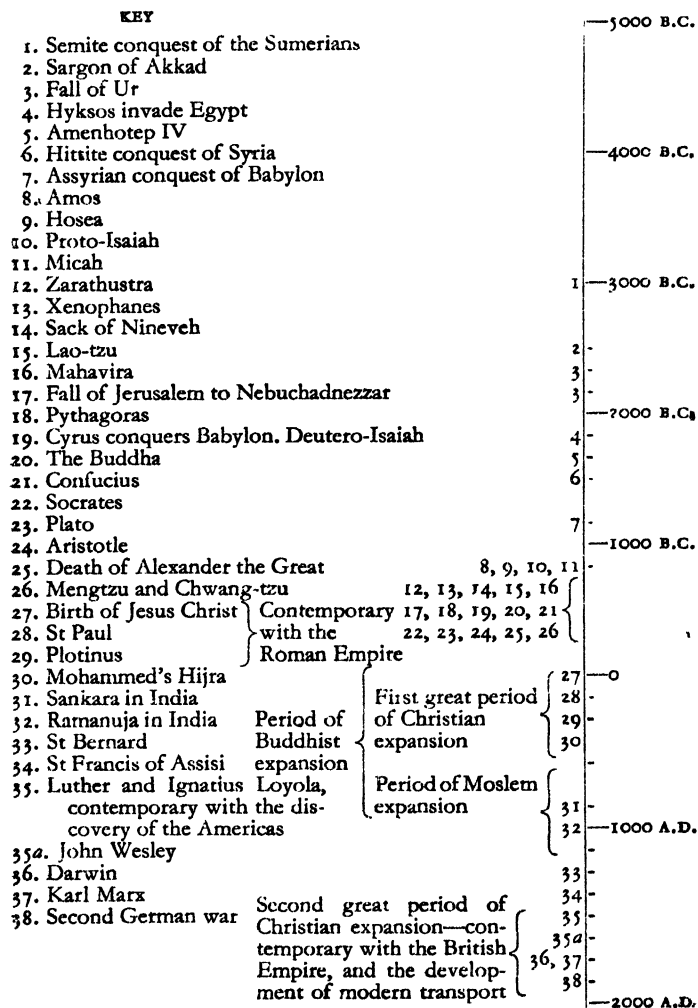 KEY
1. Semite conquest of the Sumerians
2. Sargon of Akkad
3. Fall of Ur
4. Hyksos invade Egypt
5. Amenhotep IV
6. Hittite conquest of Syria
7. Assyrian conquest of Babylon
8. Amos
9. Hosea
10. Proto-Isaiah
11. Micah
12. Zarathustra
13. Xenophanes
14. Sack of Nineveh
15. Lao-tzu
16. Mahavira
17. Fall of Jerusalem to Nebuchadnezzar
18. Pythagoras
19. Cyrus conquers Babylon. Deutero-Isaiah
20. The Buddha
21. Confucius
22. Socrates
23. Plato
24. Aristotle
25. Death of Alexander the Great
26. Mengtzu and Chwang-tzu
27. Birth of Jesus Christ
28. St Paul
29. Plotinus
Contemporary
with the
Roman Empire
30. Mohammed's Hijra
31. Sankara in India
32. Ramanuja in India
33. St Bernard
34. St Francis of Assisi
35. Luther and Ignatius Loyola,
contemporary with the dis-
covery of the Americas
35a. John Wesley
36. Darwin
37. Karl Marx
38. Second German war
Period of
Buddhist
expansion
First great period
of Christian
expansion
Period of Moslem
expansion
Second great period of
Christian expansion—con-
temporary with the British
Empire, and the develop-
ment of modern transport
5000 B.C.
4000 B.C.
1 3000 B.C.
2
3
3
2000 B.C.
4
5
6
7
1000 B.C.
8, 9, 10, 11
12, 13, 14, 15, 16
17, 18, 19, 20, 21
22, 23, 24, 25, 26
27 0
28
29
30
31
32 1000 A.D.
33
34
35
35a
36, 37
38
2000 A.D.